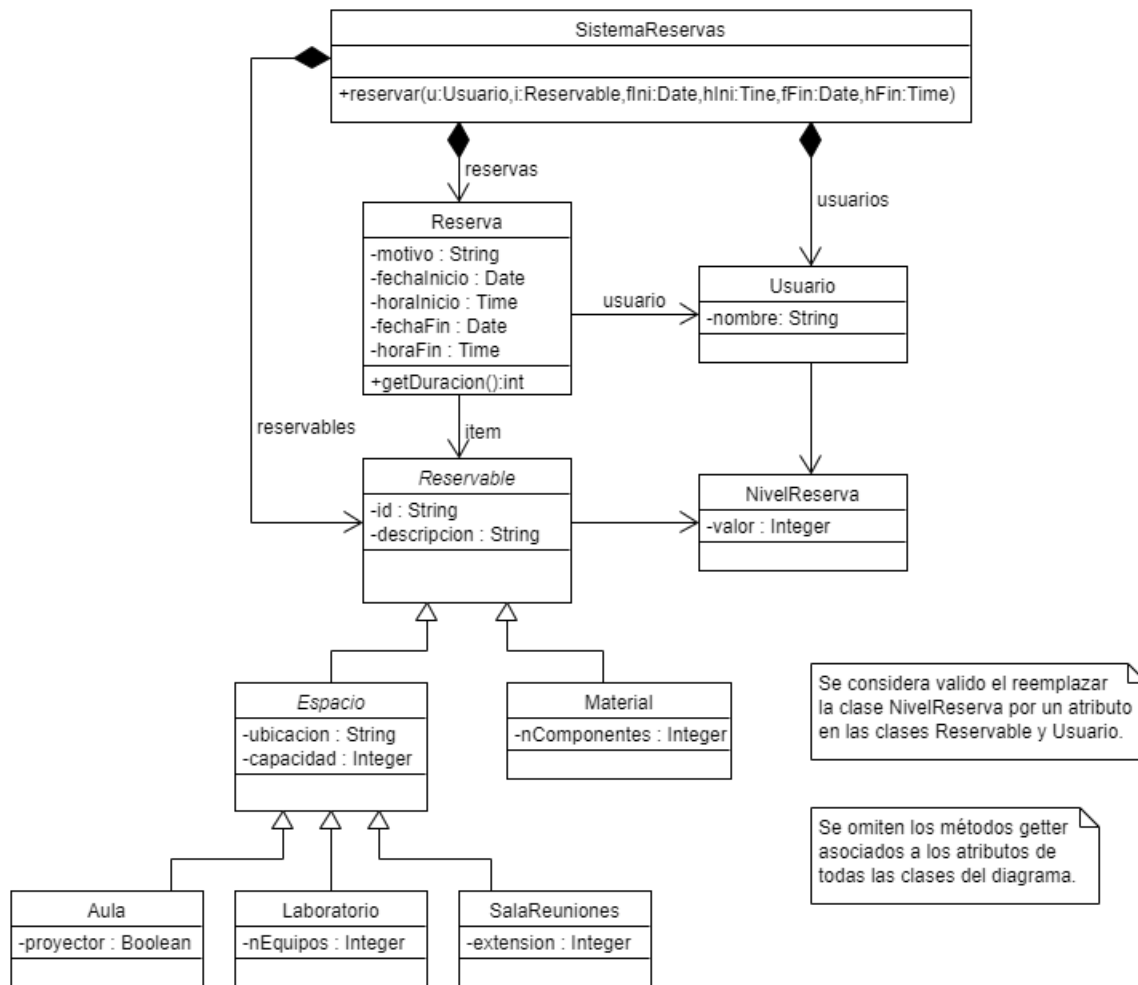 SistemaReservas
+reservar(u:Usuario,i:Reservable,fIni:Date,hIni:Tine,fFin:Date,hFin:Time)
reservas
usuarios
Reserva
-motivo : String
-fechaInicio : Date
-horaInicio : Time
-fechaFin : Date
-horaFin : Time
+getDuracion():int
usuario
Usuario
-nombre: String
reservables
item
Reservable
-id : String
-descripcion : String
NivelReserva
-valor : Integer
Espacio
-ubicacion : String
-capacidad : Integer
Material
-nComponentes : Integer
Se considera valido el reemplazar
la clase NivelReserva por un atributo
en las clases Reservable y Usuario.
Se omiten los métodos getter
asociados a los atributos de
todas las clases del diagrama.
Aula
-proyector : Boolean
Laboratorio
-nEquipos : Integer
SalaReuniones
-extension : Integer